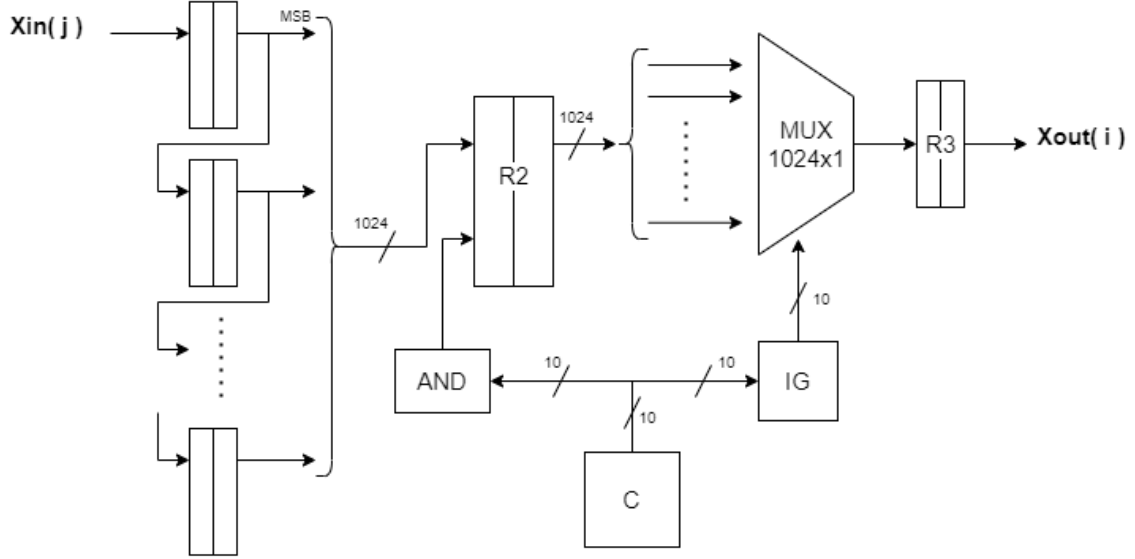 Xin( j )
MSB
1024
R2
1024
MUX
1024x1
R3
Xout( i )
10
AND
10
10
IG
10
C